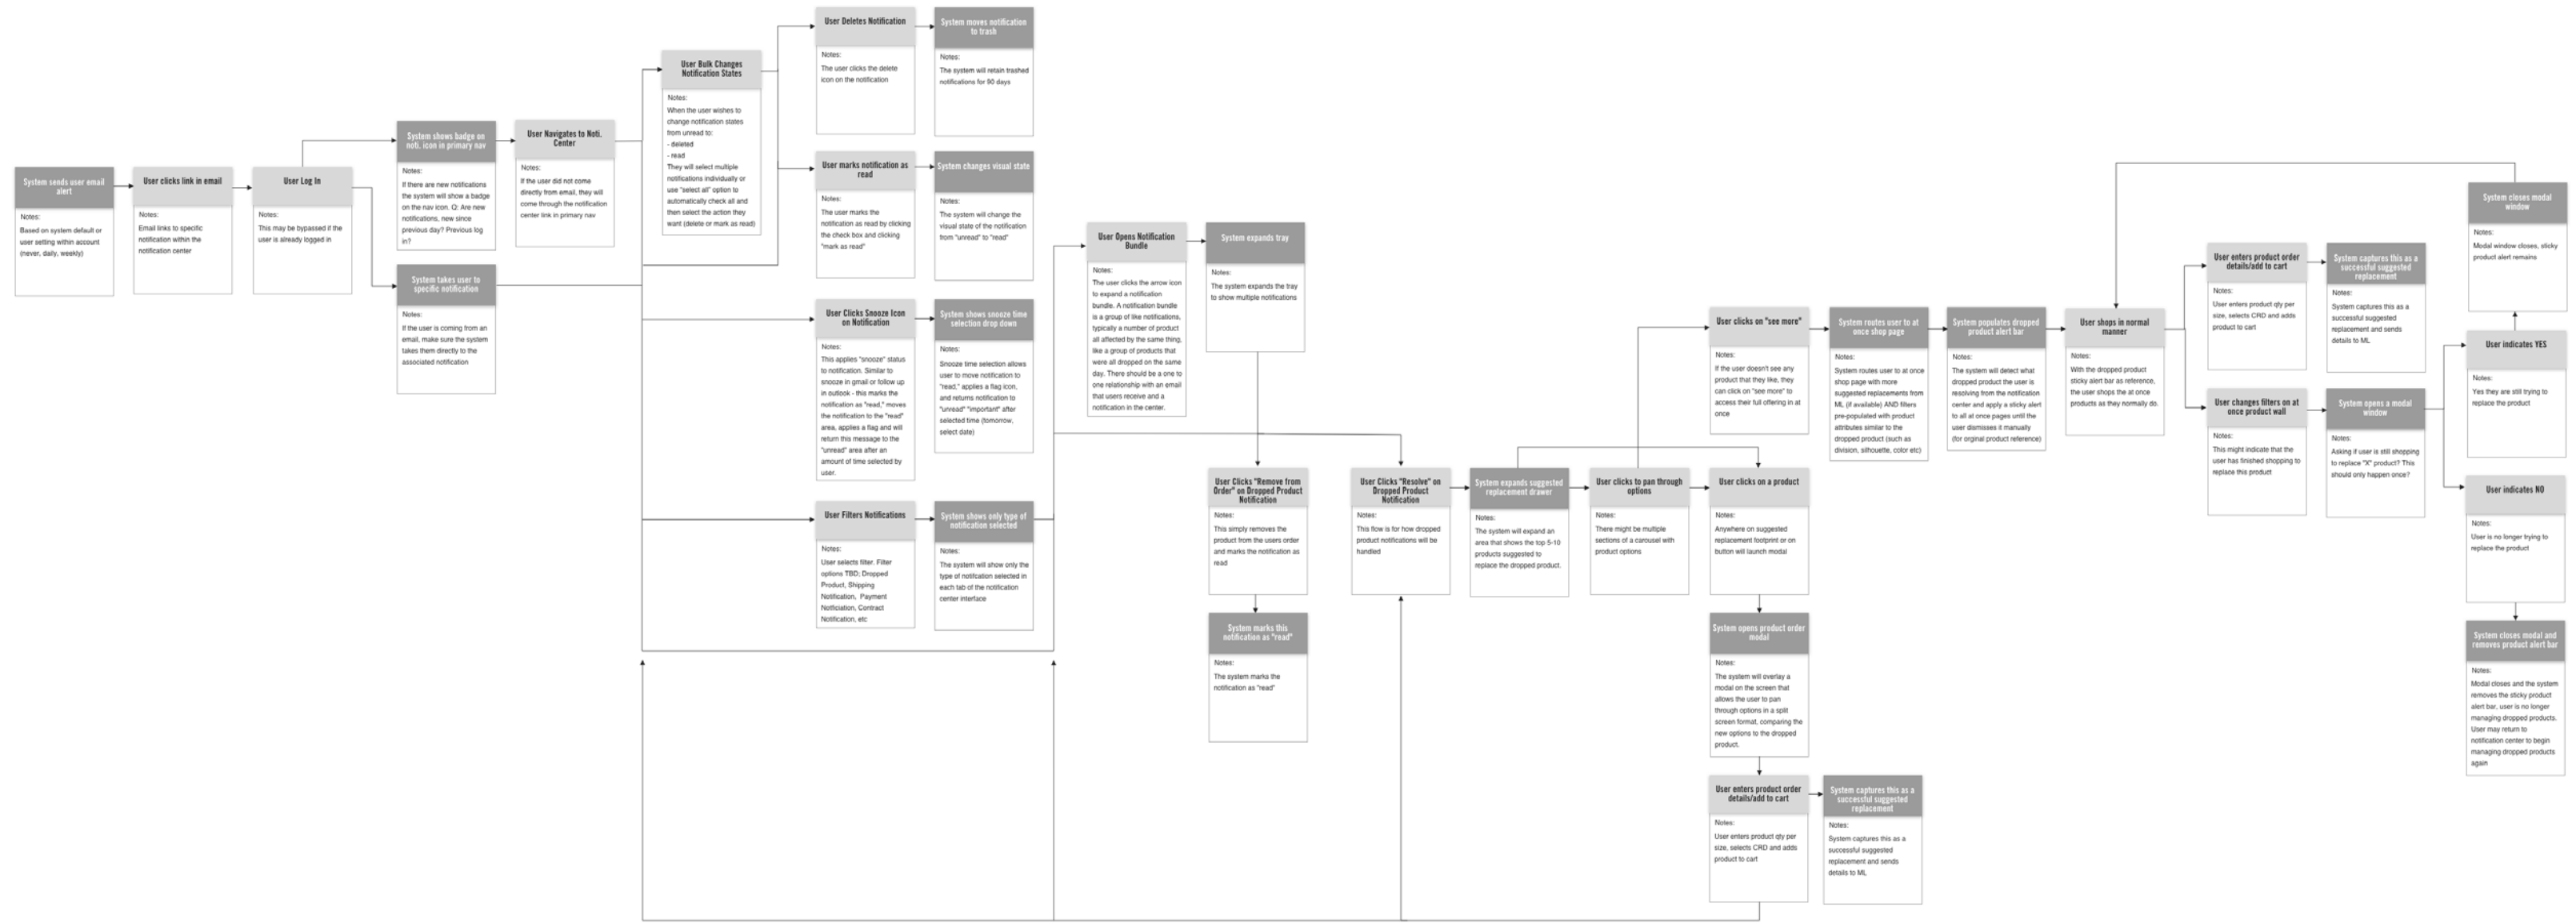 System sends user email
alert
Notes:
Based on system default or
user setting within account
(never, daily, weekly)
User clicks link in email
Notes:
Email links to specific
notification within the
notification center
User Log In
Notes:
This may be bypassed if the
user is already logged in
System shows badge on
noti. icon in primary nav
Notes:
If there are new notifications
the system will show a badge
on the nav icon. Q: Are new
notifications, new since
previous day? Previous log
in?
System takes user to
specific notification
Notes:
If the user is coming from an
email, make sure the system
takes them directly to the
associated notification
User Navigates to Noti.
Center
Notes:
If the user did not come
directly from email, they will
come through the notification
center link in primary nav
User Bulk Changes
Notification States
Notes:
When the user wishes to
change notification states
from unread to:
- deleted
- read
They will select multiple
notifications individually or
use "select all" option to
automatically check all and
then select the action they
want (delete or mark as read)
User Deletes Notification
Notes:
The user clicks the delete
icon on the notification
System moves notification
to trash
Notes:
The system will retain trashed
notifications for 90 days
User marks notification as
read
Notes:
The user marks the
notification as read by clicking
the check box and clicking
"mark as read"
System changes visual state
Notes:
The system will change the
visual state of the notification
from "unread" to "read"
User Clicks Snooze Icon
on Notification
Notes:
This applies "snooze" status
to notification. Similar to
snooze in gmail or follow up
in outlook - this marks the
notification as "read," moves
the notification to the "read"
area, applies a flag and will
return this message to the
"unread" area after an
amount of time selected by
user.
System shows snooze time
selection drop down
Notes:
Snooze time selection allows
user to move notification to
"read," applies a flag icon,
and returns notification to
"unread" "important" after
selected time (tomorrow,
select date)
User Filters Notifications
Notes:
User selects filter. Filter
options TBD; Dropped
Product, Shipping
Notification, Payment
Notficiation, Contract
Notification, etc
System shows only type of
notification selected
Notes:
The system will show only the
type of notifcation selected in
each tab of the notification
center interface
User Opens Notification
Bundle
Notes:
The user clicks the arrow icon
to expand a notification
bundle. A notification bundle
is a group of like notifications,
typically a number of product
all affected by the same thing,
like a group of products that
were all dropped on the same
day. There should be a one to
one relationship with an email
that users receive and a
notification in the center.
System expands tray
Notes:
The system expands the tray
to show multiple notifications
User Clicks "Remove from
Order" on Dropped Product
Notification
Notes:
This simply removes the
product from the users order
and marks the notification as
read
System marks this
notification as "read"
Notes:
The system marks the
notification as "read"
User Clicks "Resolve" on
Dropped Product
Notification
Notes:
This flow is for how dropped
product notifications will be
handled
System expands suggested
replacement drawer
Notes:
The system will expand an
area that shows the top 5-10
products suggested to
replace the dropped product.
User clicks to pan through
options
Notes:
There might be multiple
sections of a carousel with
product options
User clicks on a product
Notes:
Anywhere on suggested
replacement footprint or on
button will launch modal
System opens product order
modal
Notes:
The system will overlay a
modal on the screen that
allows the user to pan
through options in a split
screen format, comparing the
new options to the dropped
product.
User enters product order
details/add to cart
Notes:
User enters product qty per
size, selects CRD and adds
product to cart
System captures this as a
successful suggested
replacement
Notes:
System captures this as a
successful suggested
replacement and sends
details to ML
User clicks on "see more"
Notes:
If the user doesn't see any
product that they like, they
can click on "see more" to
access their full offering in at
once
System routes user to at
once shop page
Notes:
System routes user to at once
shop page with more
suggested replacements from
ML (if available) AND filters
pre-populated with product
attributes similar to the
dropped product (such as
division, silhouette, color etc)
System populates dropped
product alert bar
Notes:
The system will detect what
dropped product the user is
resolving from the notification
center and apply a sticky alert
to all at once pages until the
user dismisses it manually
(for orginal product reference)
User shops in normal
manner
Notes:
With the dropped product
sticky alert bar as reference,
the user shops the at once
products as they normally do.
User enters product order
details/add to cart
Notes:
User enters product qty per
size, selects CRD and adds
product to cart
System captures this as a
successful suggested
replacement
Notes:
System captures this as a
successful suggested
replacement and sends
details to ML
User changes filters on at
once product wall
Notes:
This might indicate that the
user has finished shopping to
replace this product
System opens a modal
window
Notes:
Asking if user is still shopping
to replace "X" product? This
should only happen once?
System closes modal
window
Notes:
Modal window closes, sticky
product alert remains
User indicates YES
Notes:
Yes they are still trying to
replace the product
User indicates NO
Notes:
User is no longer trying to
replace the product
System closes modal and
removes product alert bar
Notes:
Modal closes and the system
removes the sticky product
alert bar, user is no longer
managing dropped products.
User may return to
notification center to begin
managing dropped products
again